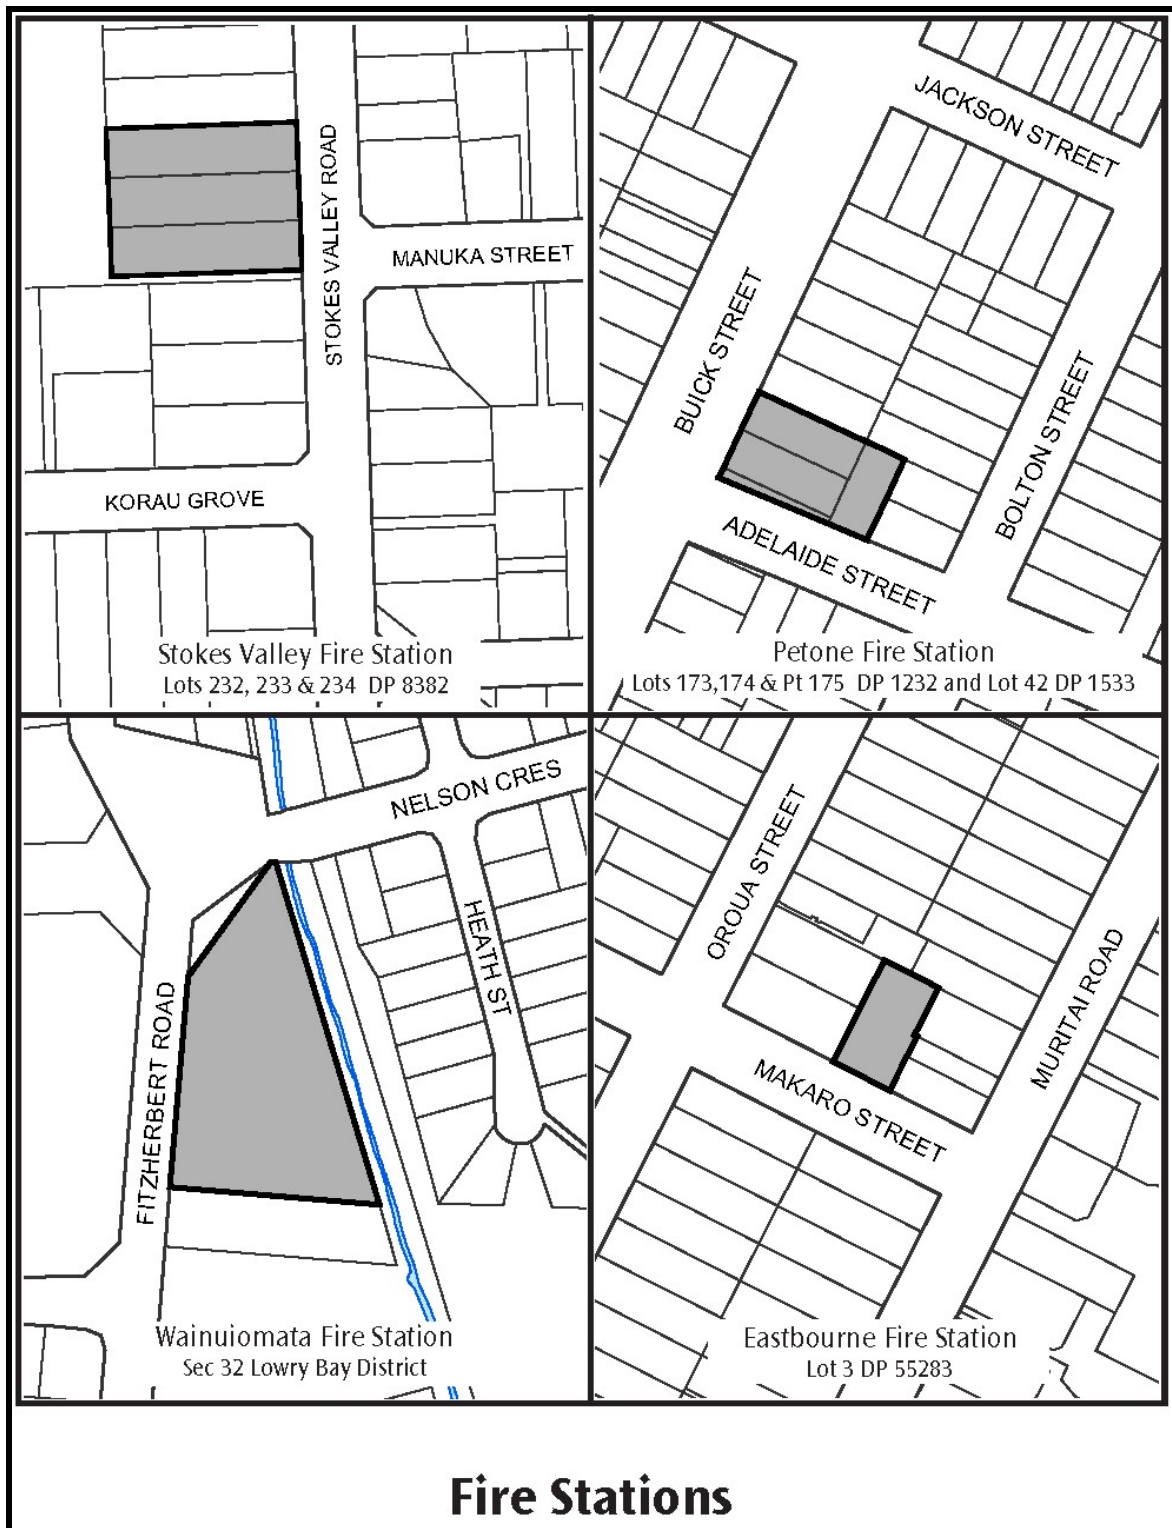 STOKES VALLEY ROAD
MANUKA STREET
KORAU GROVE
Stokes Valley Fire Station
Lots 232, 233 & 234 DP 8382
JACKSON STREET
BUICK STREET
BOLTON STREET
ADELAIDE STREET
Petone Fire Station
Lots 173,174 & Pt 175 DP 1232 and Lot 42 DP 1533
NELSON CRES
HEATH ST
FITZHERBERT ROAD
Wainuiomata Fire Station
Sec 32 Lowry Bay District
OROUA STREET
MURITAI ROAD
MAKARO STREET
Eastbourne Fire Station
Lot 3 DP 55283
Fire Stations